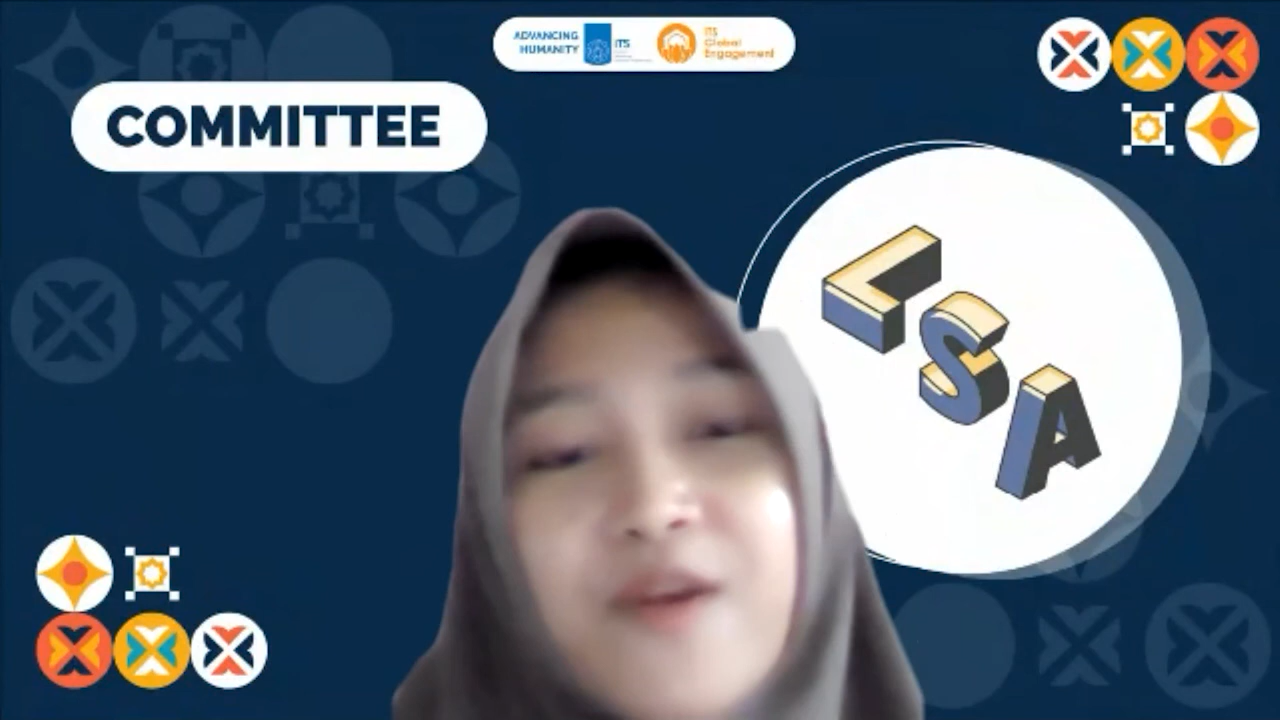 ADVANCING
HUMANITY
ITS
ITS
Global
Engagement
COMMITTEE
LSA